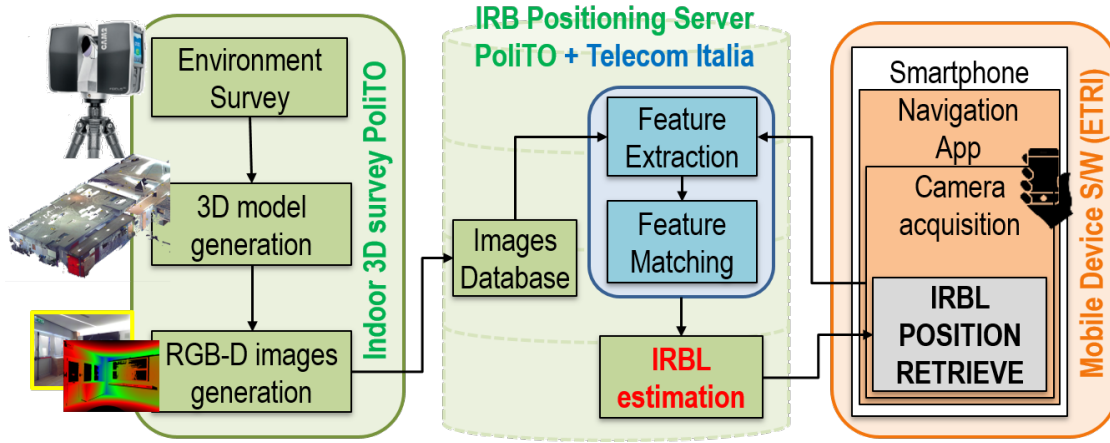 Environment
Survey
3D model
generation
RGB-D images
generation
Indoor 3D survey PoliTO
IRB Positioning Server
PoliTO + Telecom Italia
Images
Database
Feature
Extraction
Feature
Matching
IRBL
estimation
Smartphone
Navigation
App
Camera
acquisition
IRBL
POSITION
RETRIEVE
Mobile Device S/W (ETRI)